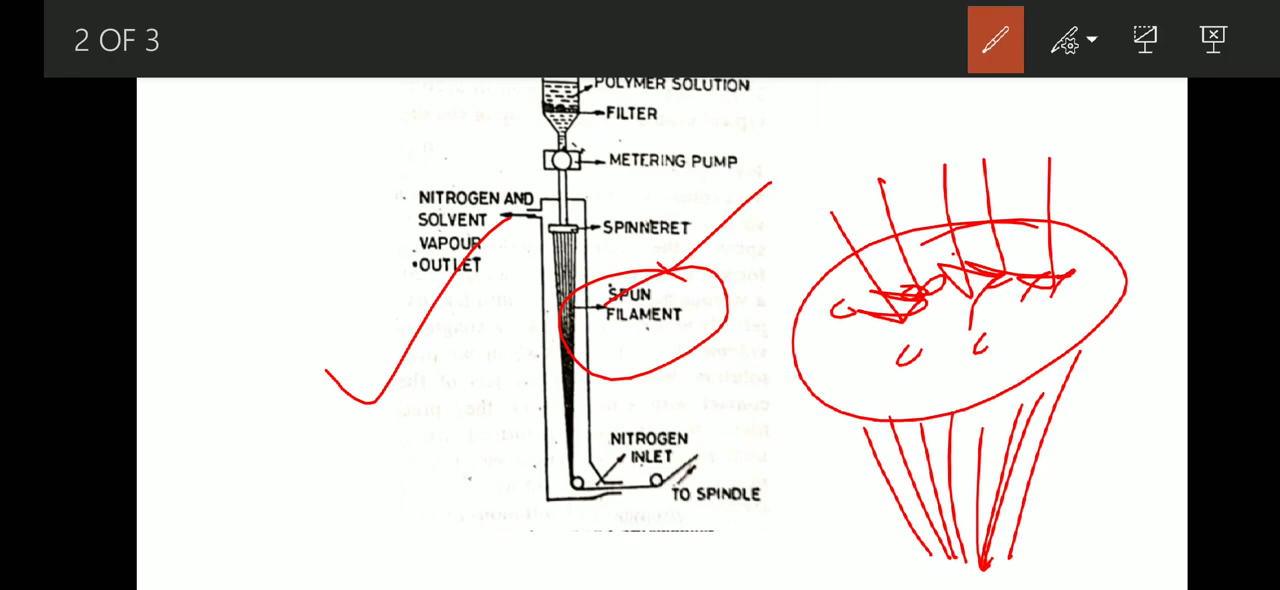 2 OF 3
POLYMER SOLUTION
FILTER
METERING PUMP
NITROGEN AND
SOLVENT
VAPOUR
OUTLET
SPINNERET
SPUN
FILAMENT
NITROGEN
INLET
TO SPINDLE